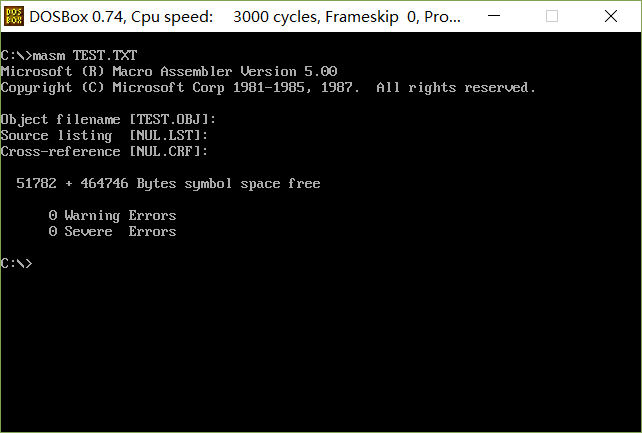 DOS
BOX
DOSBox 0.74, Cpu speed: 3000 cycles, Frameskip 0, Pro...
C:\>masm TEST.TXT
Microsoft (R) Macro Assembler Version 5.00
Copyright (C) Microsoft Corp 1981-1985, 1987.  All rights reserved.
Object filename [TEST.OBJ]:
Source listing  [NUL.LST]:
Cross-reference [NUL.CRF]:
51782 + 464746 Bytes symbol space free
0 Warning Errors
0 Severe  Errors
C:\>